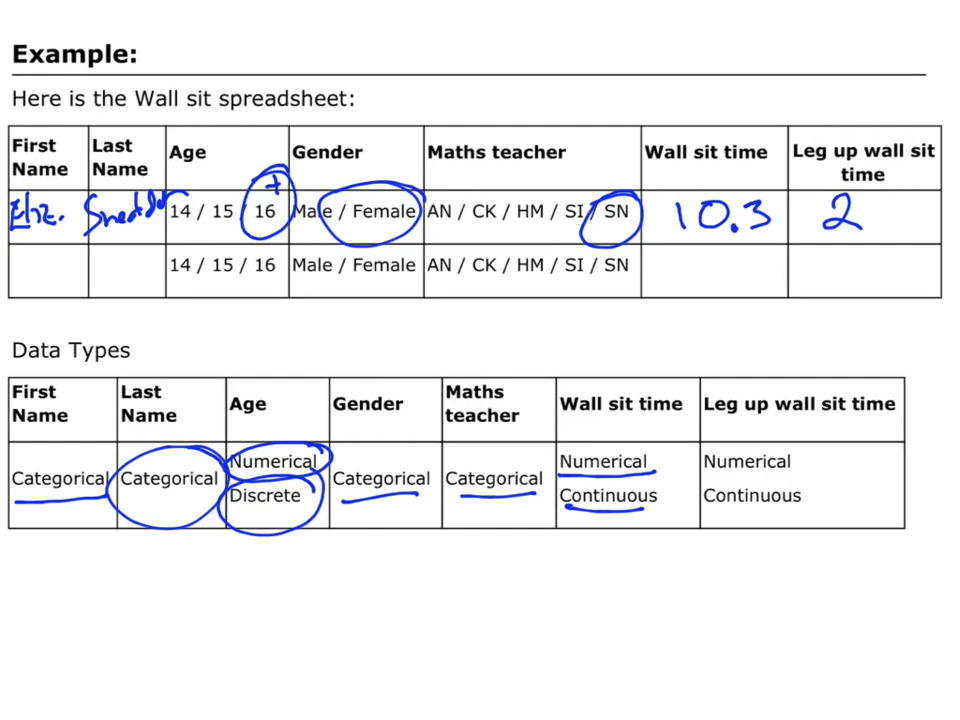 Example:
Here is the Wall sit spreadsheet:
First Name Last Name Age Gender Maths teacher Wall sit time Leg up wall sit time
Eliz. 14 / 15 / 16 + Male / Female AN / CK / HM / SI / SN 10.3 2
14 / 15 / 16 Male / Female AN / CK / HM / SI / SN
Data Types
First Name Last Name Age Gender Maths teacher Wall sit time Leg up wall sit time
Categorical Categorical Numerical Discrete Categorical Categorical Numerical Continuous Numerical Continuous